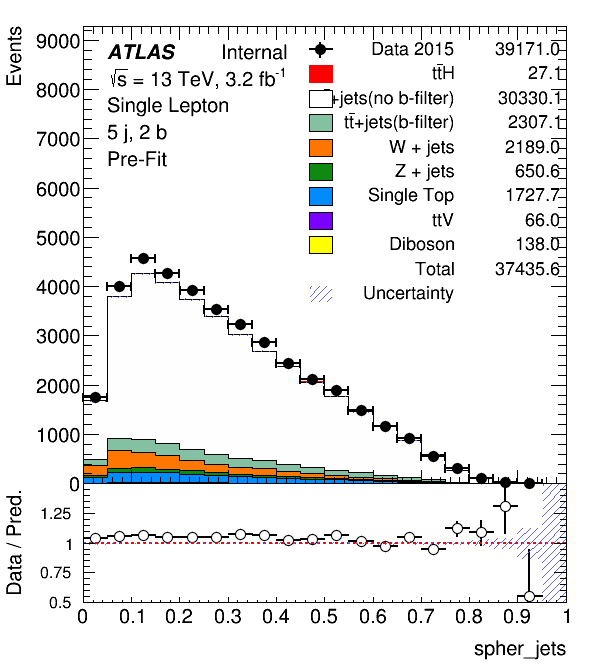 Events
9000
8000
7000
6000
5000
4000
3000
2000
1000
0
ATLAS Internal
√s = 13 TeV, 3.2 fb-1
Single Lepton
5 j, 2 b
Pre-Fit
Data 2015 39171.0
tt̄H 27.1
+jets(no b-filter) 30330.1
tt̄+jets(b-filter) 2307.1
W + jets 2189.0
Z + jets 650.6
Single Top 1727.7
ttV 66.0
Diboson 138.0
Total 37435.6
Uncertainty
Data / Pred.
1.25
1
0.75
0.5
0 0.1 0.2 0.3 0.4 0.5 0.6 0.7 0.8 0.9 1
spher_jets